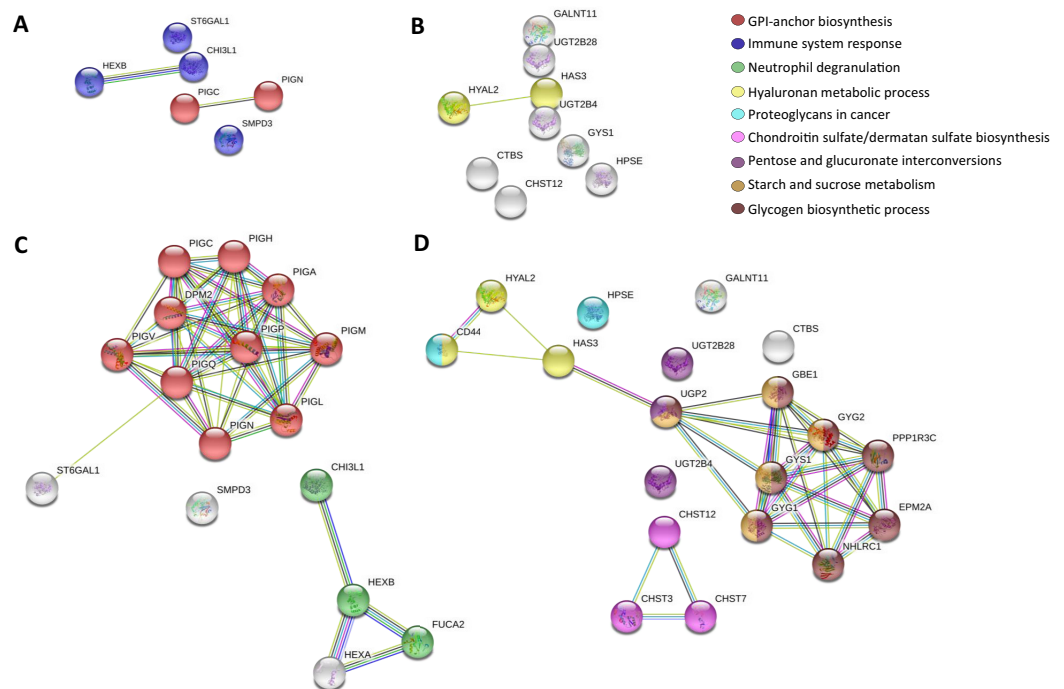 A
ST6GAL1
CHI3L1
HEXB
PIGN
PIGC
SMPD3
B
GALNT11
UGT2B28
HAS3
HYAL2
UGT2B4
GYS1
CTBS
HPSE
CHST12
GPI-anchor biosynthesis
Immune system response
Neutrophil degranulation
Hyaluronan metabolic process
Proteoglycans in cancer
Chondroitin sulfate/dermatan sulfate biosynthesis
Pentose and glucuronate interconversions
Starch and sucrose metabolism
Glycogen biosynthetic process
C
PIGC
PIGH
PIGA
DPM2
PIGP
PIGM
PIGV
PIGQ
PIGL
PIGN
ST6GAL1
SMPD3
CHI3L1
HEXB
FUCA2
HEXA
D
HYAL2
GALNT11
HPSE
CD44
HAS3
CTBS
UGT2B28
GBE1
UGP2
GYG2
PPP1R3C
GYS1
UGT2B4
GYG1
EPM2A
CHST12
NHLRC1
CHST3
CHST7